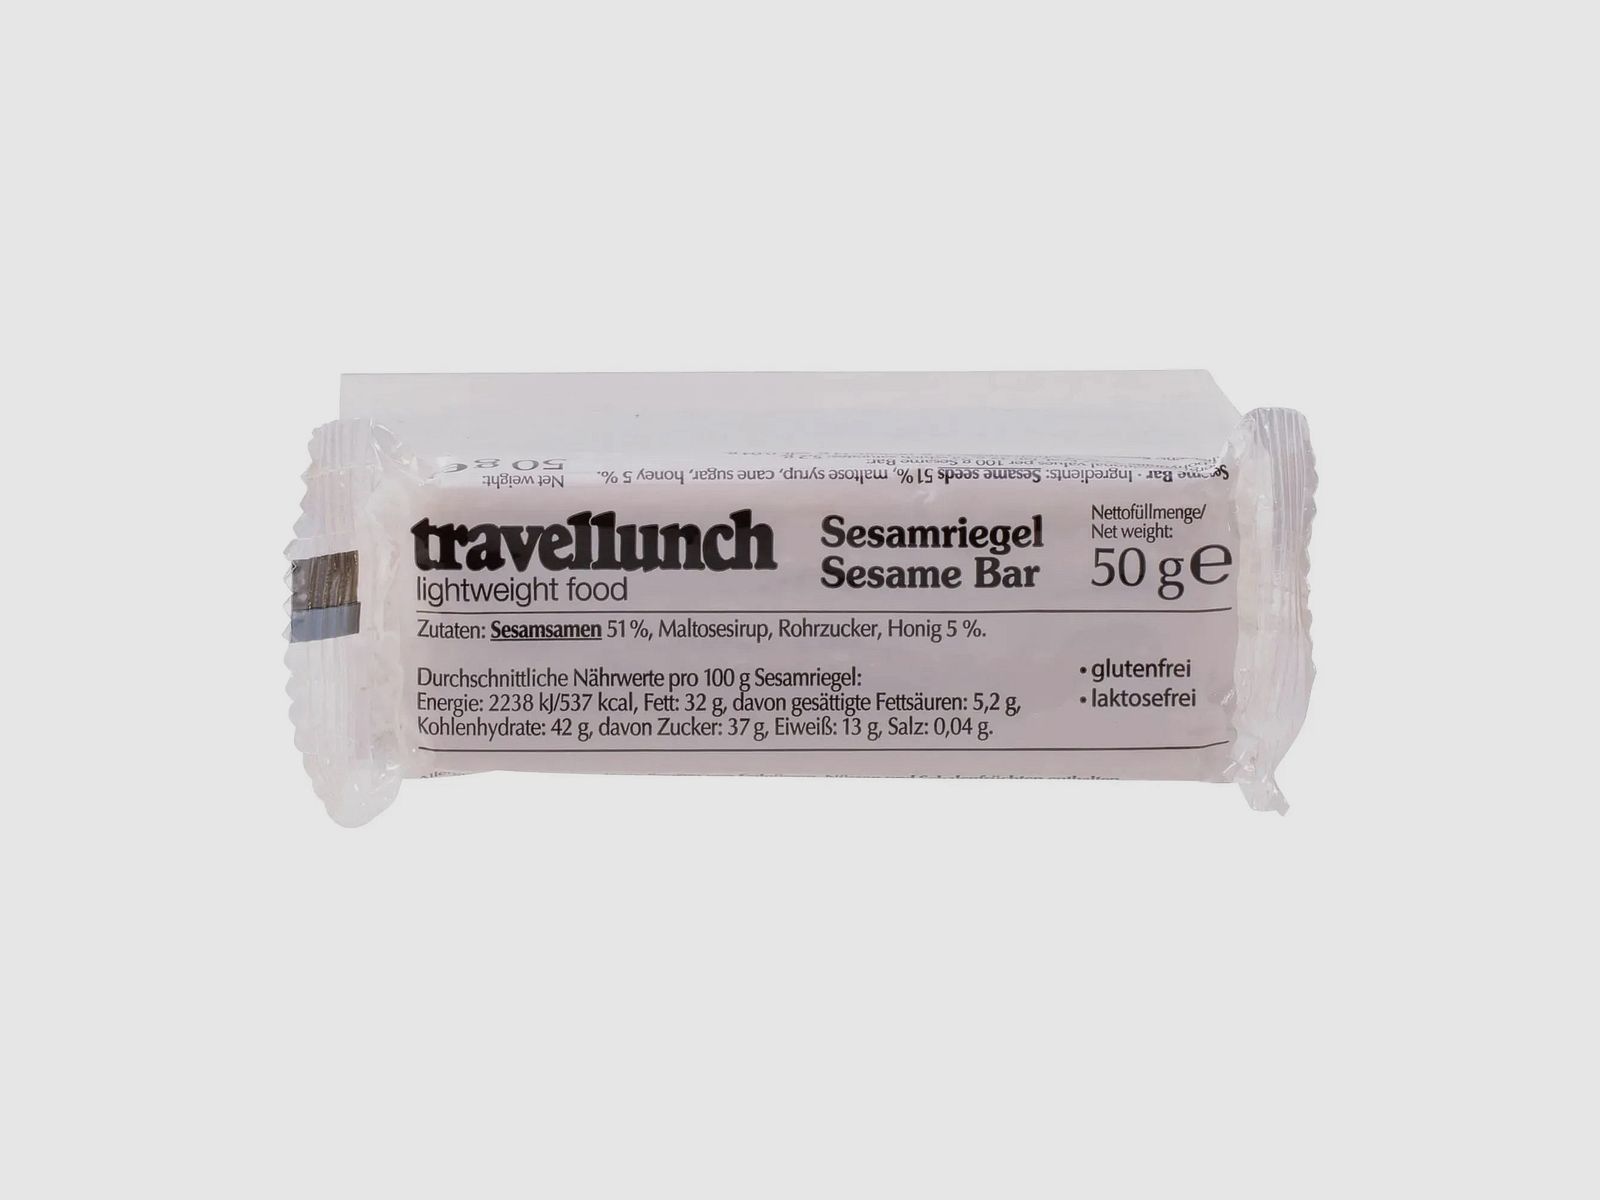 Sesame Bar · Ingredients: Sesame seeds 51 %, maltose syrup, cane sugar, honey 5 %.
Net weight:
50 g e
travellunch
lightweight food
Sesamriegel
Sesame Bar
Nettofüllmenge/
Net weight:
50 g e
Zutaten: Sesamsamen 51%, Maltosesirup, Rohrzucker, Honig 5 %.
Durchschnittliche Nährwerte pro 100 g Sesamriegel:
Energie: 2238 kJ/537 kcal, Fett: 32 g, davon gesättigte Fettsäuren: 5,2 g,
Kohlenhydrate: 42 g, davon Zucker: 37 g, Eiweiß: 13 g, Salz: 0,04 g.
• glutenfrei
• laktosefrei